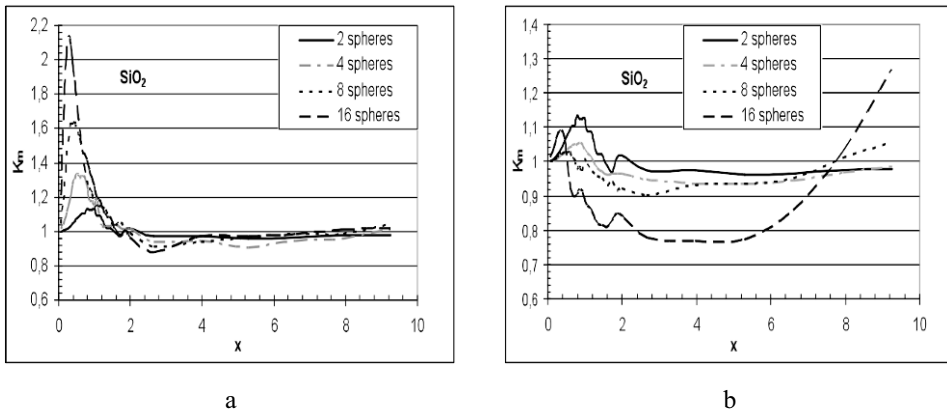 2,2
2
1,8
1,6
1,4
1,2
1
0,8
0,6
Km
SiO2
2 spheres
4 spheres
8 spheres
16 spheres
0 2 4 6 8 10
x
a
1,4
1,3
1,2
1,1
1
0,9
0,8
0,7
0,6
Km
SiO2
2 spheres
4 spheres
8 spheres
16 spheres
0 2 4 6 8 10
x
b